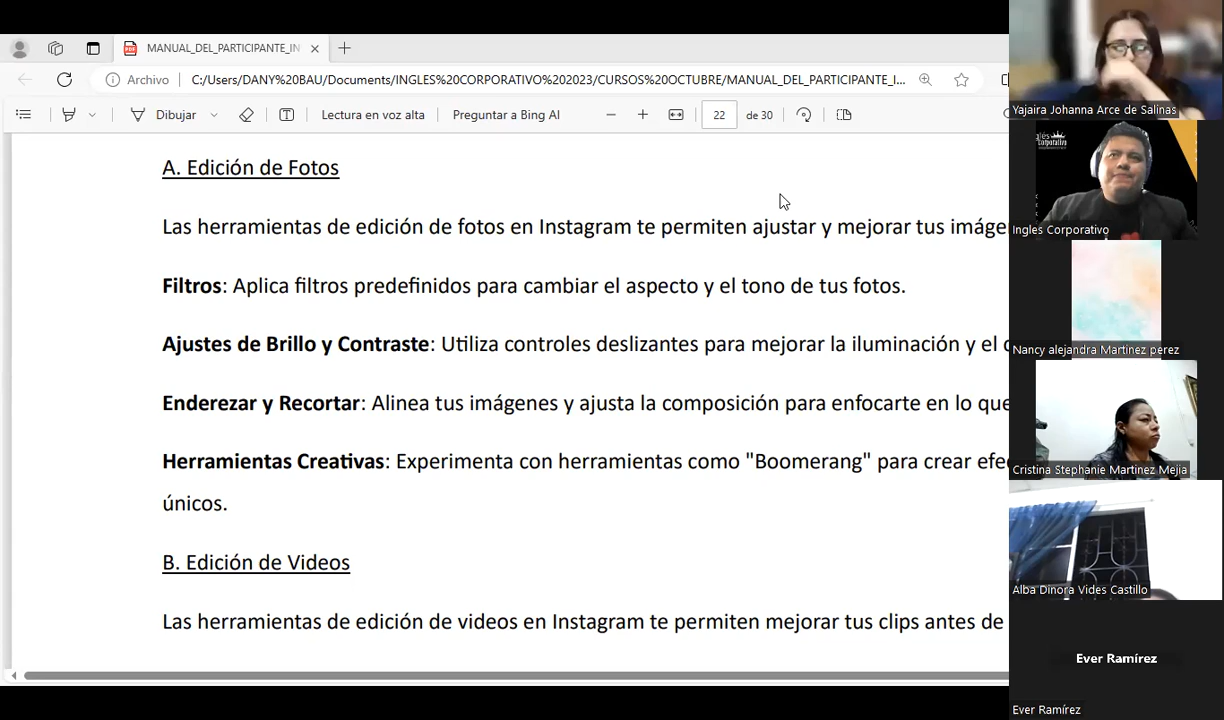 MANUAL_DEL_PARTICIPANTE_IN
Archivo
C:/Users/DANY%20BAU/Documents/INGLES%20CORPORATIVO%202023/CURSOS%20OCTUBRE/MANUAL_DEL_PARTICIPANTE_I...
Dibujar
Lectura en voz alta
Preguntar a Bing AI
22
de 30
A. Edición de Fotos
Las herramientas de edición de fotos en Instagram te permiten ajustar y mejorar tus imáge
Filtros: Aplica filtros predefinidos para cambiar el aspecto y el tono de tus fotos.
Ajustes de Brillo y Contraste: Utiliza controles deslizantes para mejorar la iluminación y el
Enderezar y Recortar: Alinea tus imágenes y ajusta la composición para enfocarte en lo que
Herramientas Creativas: Experimenta con herramientas como "Boomerang" para crear efe
únicos.
B. Edición de Videos
Las herramientas de edición de videos en Instagram te permiten mejorar tus clips antes de
Yajaira Johanna Arce de Salinas
Ingles Corporativo
Nancy alejandra Martinez perez
Cristina Stephanie Martinez Mejia
Alba Dinora Vides Castillo
Ever Ramírez
Ever Ramírez